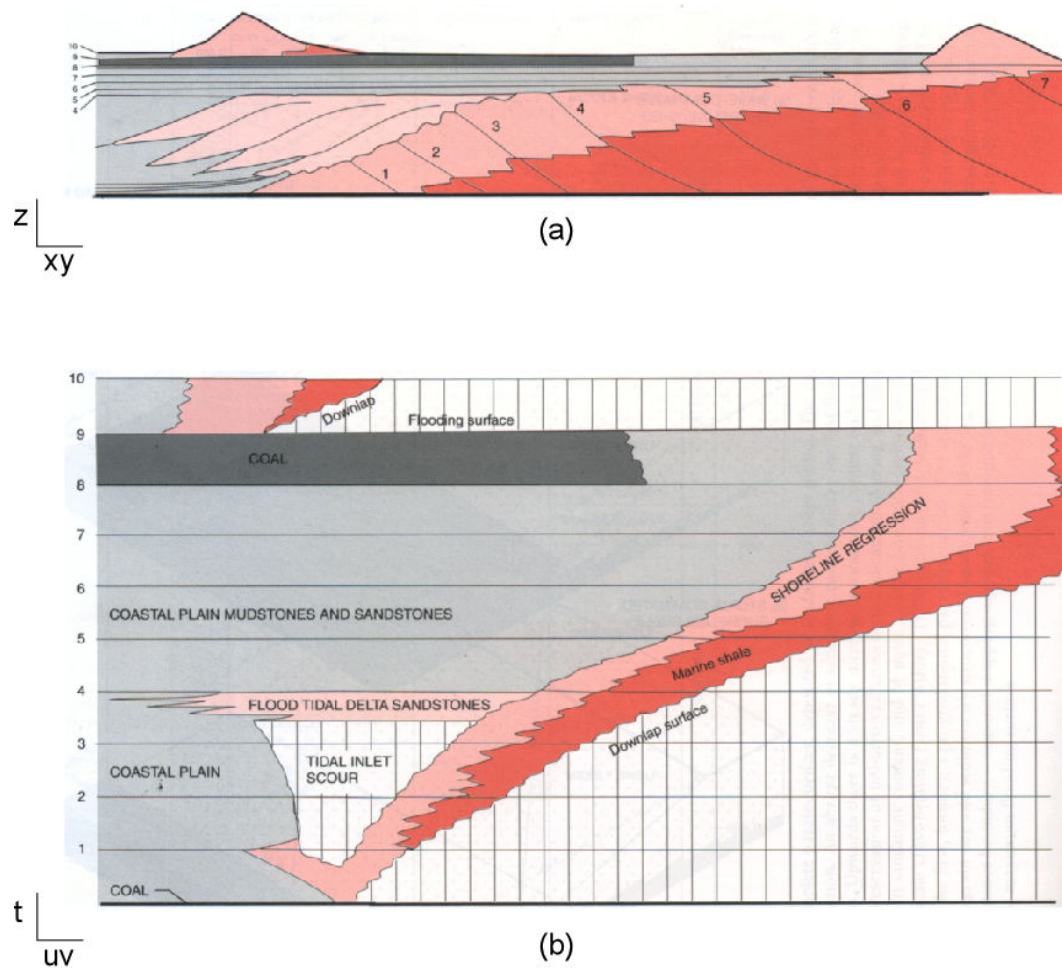 10
9
8
7
6
5
4
1
2
3
4
5
6
7
z
xy
(a)
10
9
8
7
6
5
4
3
2
1
Downlap
Flooding surface
COAL
SHORELINE REGRESSION
COASTAL PLAIN MUDSTONES AND SANDSTONES
Marine shale
FLOOD TIDAL DELTA SANDSTONES
Downlap surface
TIDAL INLET
SCOUR
COASTAL PLAIN
COAL
t
uv
(b)